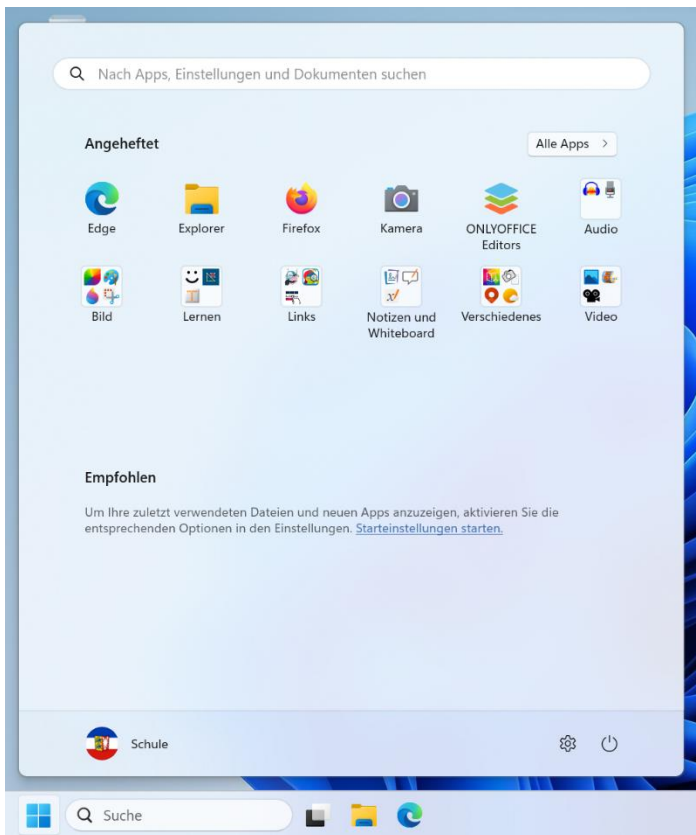 Nach Apps, Einstellungen und Dokumenten suchen
Angeheftet
Alle Apps
Edge
Explorer
Firefox
Kamera
ONLYOFFICE
Editors
Audio
Bild
Lernen
Links
Notizen und
Whiteboard
Verschiedenes
Video
Empfohlen
Um Ihre zuletzt verwendeten Dateien und neuen Apps anzuzeigen, aktivieren Sie die
entsprechenden Optionen in den Einstellungen. Starteinstellungen starten.
Schule
Suche